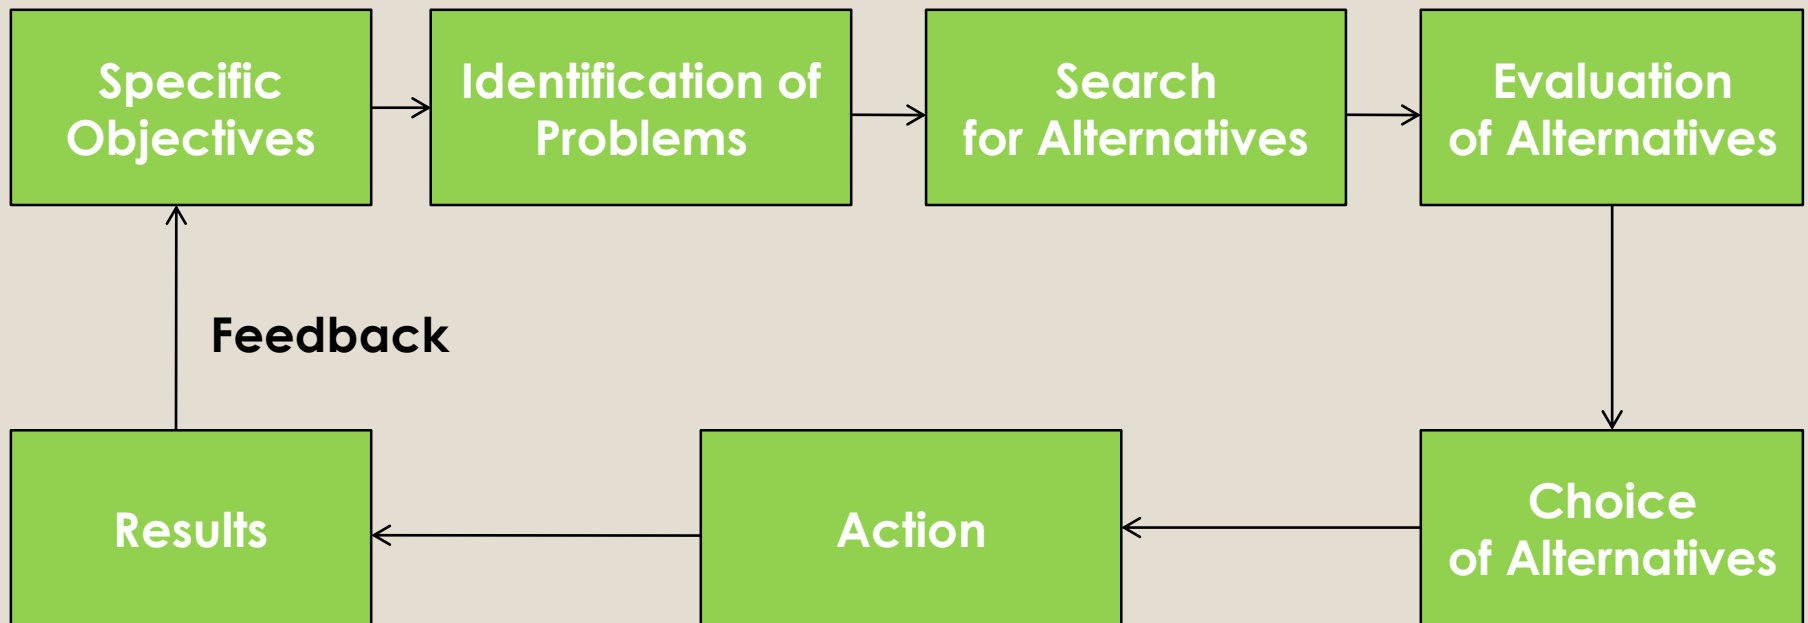 Specific
Objectives
Identification of
Problems
Search
for Alternatives
Evaluation
of Alternatives
Feedback
Results
Action
Choice
of Alternatives